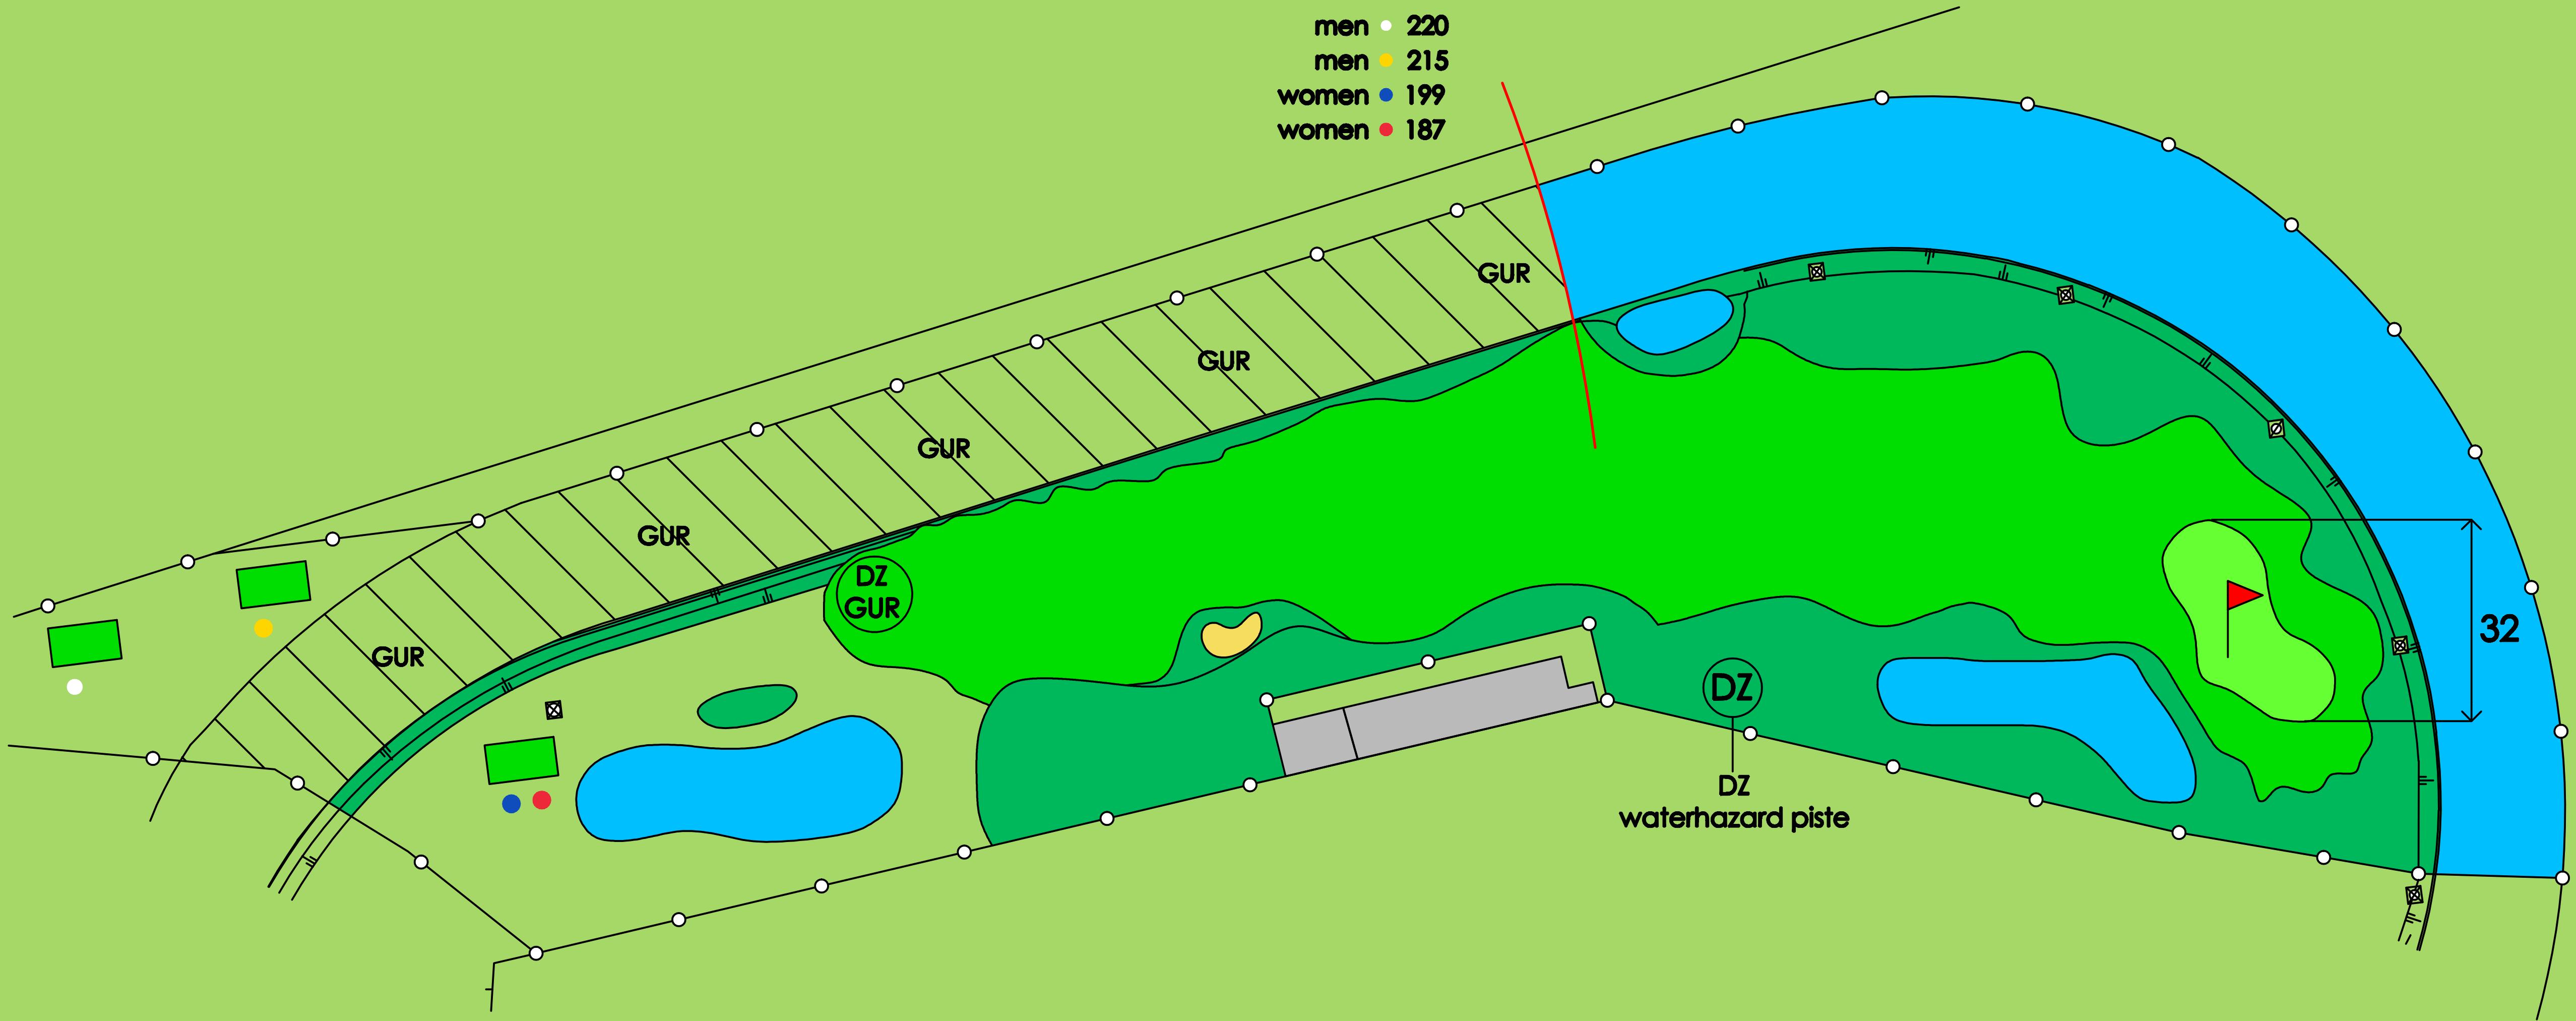 men 220
men 215
women 199
women 187
GUR
GUR
GUR
GUR
GUR
DZ
GUR
32
DZ
DZ
waterhazard piste